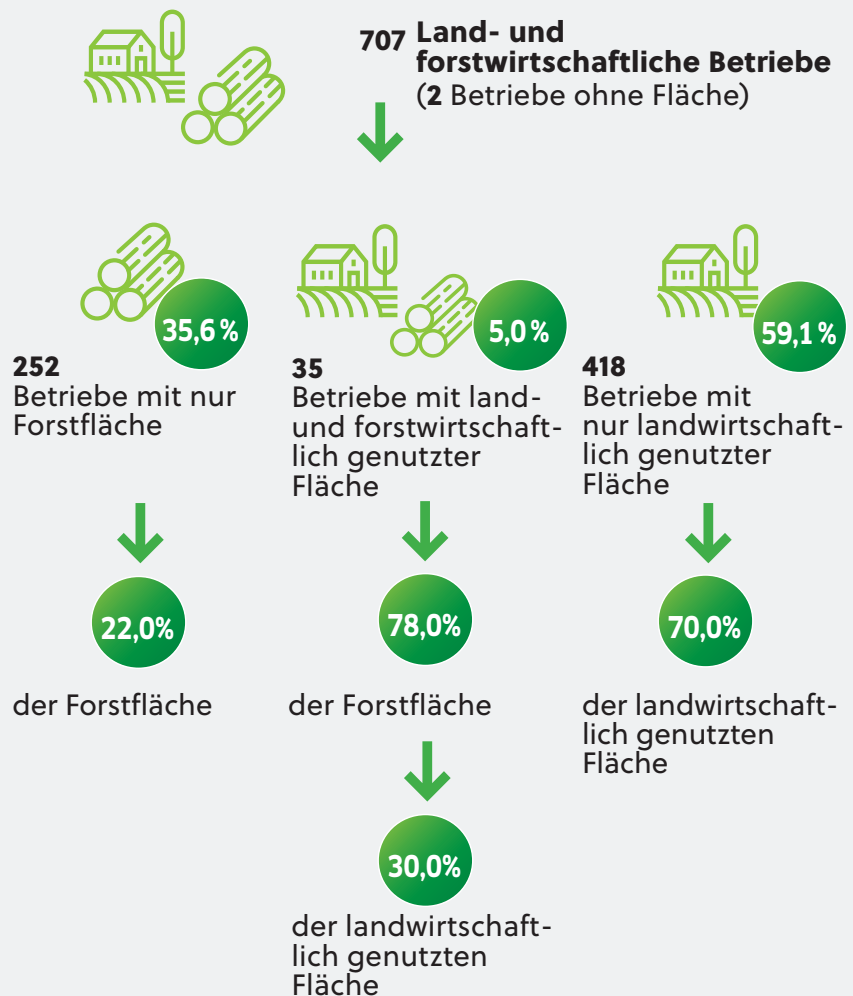 707 Land- und
forstwirtschaftliche Betriebe
(2 Betriebe ohne Fläche)
35,6 %
252
Betriebe mit nur
Forstfläche
5,0 %
35
Betriebe mit land-
und forstwirtschaft-
lich genutzter
Fläche
59,1 %
418
Betriebe mit
nur landwirtschaft-
lich genutzter
Fläche
22,0%
der Forstfläche
78,0%
der Forstfläche
70,0%
der landwirtschaft-
lich genutzten
Fläche
30,0%
der landwirtschaft-
lich genutzten
Fläche